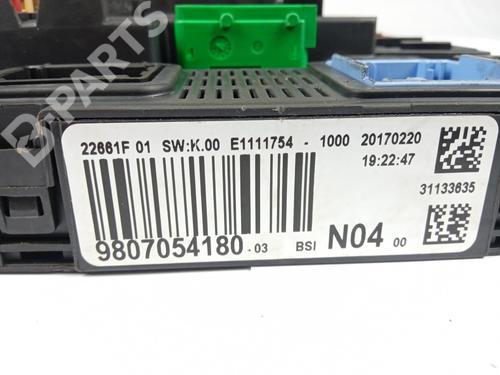 D-PARTS
22661F 01 SW:K.00 E1111754 - 1000 20170220
19:22:47
31133635
9807054180 -03 BSI N04 00